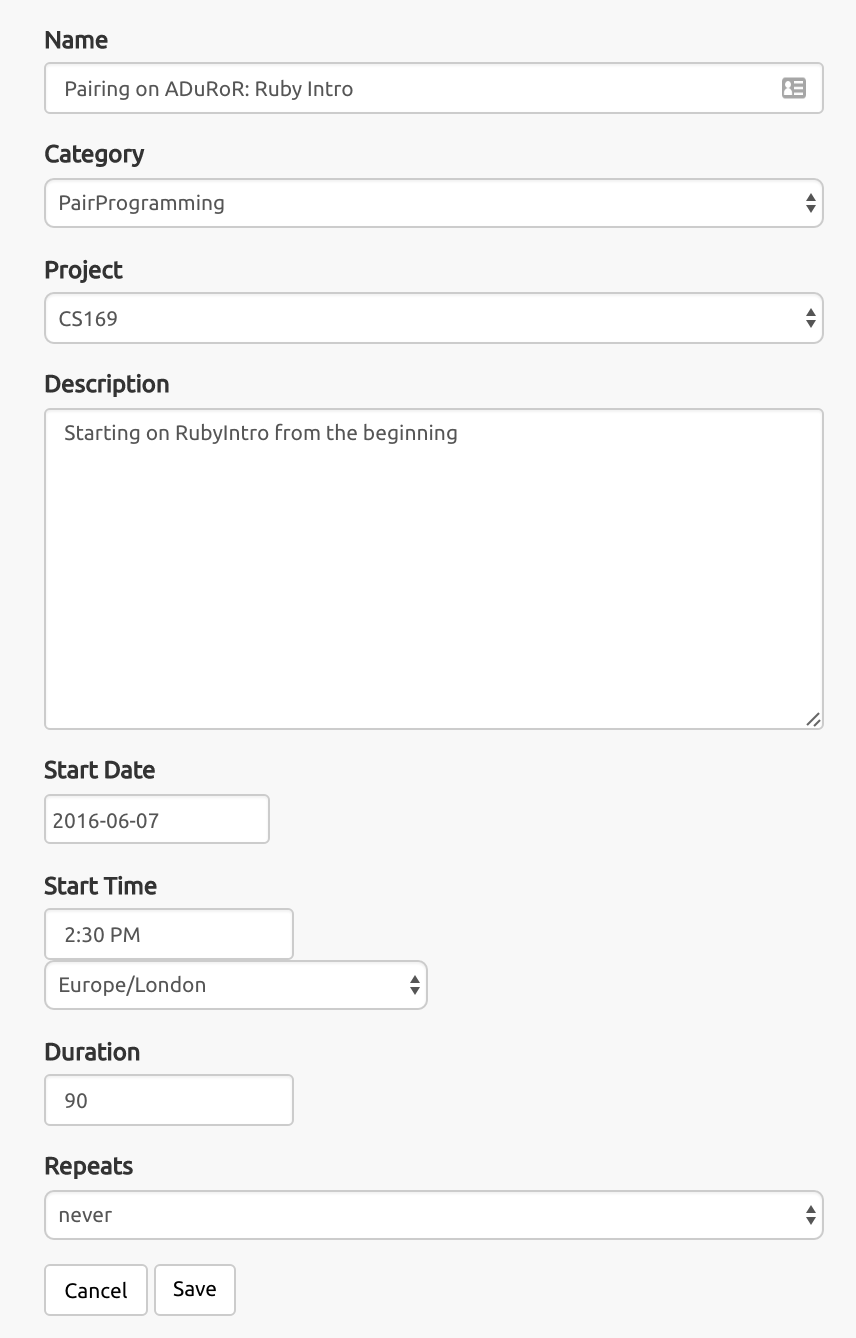 Name
Pairing on ADuRoR: Ruby Intro
Category
PairProgramming
Project
CS169
Description
Starting on RubyIntro from the beginning
Start Date
2016-06-07
Start Time
2:30 PM
Europe/London
Duration
90
Repeats
never
Cancel Save